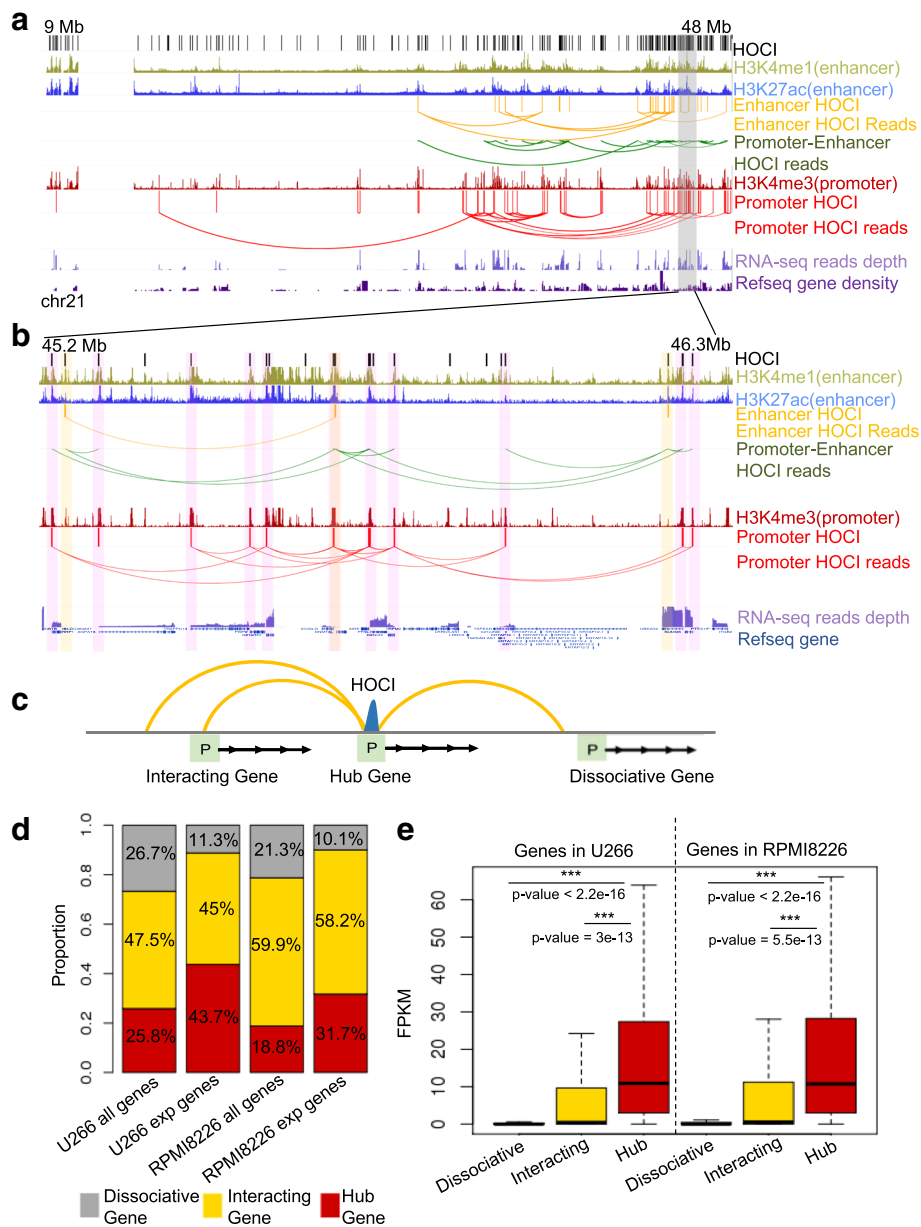 a
9 Mb
48 Mb
HOCI
H3K4me1(enhancer)
H3K27ac(enhancer)
Enhancer HOCI
Enhancer HOCI Reads
Promoter-Enhancer
HOCI reads
H3K4me3(promoter)
Promoter HOCI
Promoter HOCI reads
RNA-seq reads depth
Refseq gene density
chr21
b
45.2 Mb
46.3Mb
HOCI
H3K4me1(enhancer)
H3K27ac(enhancer)
Enhancer HOCI
Enhancer HOCI Reads
Promoter-Enhancer
HOCI reads
H3K4me3(promoter)
Promoter HOCI
Promoter HOCI reads
RNA-seq reads depth
Refseq gene
c
HOCI
P
P
P
Interacting Gene
Hub Gene
Dissociative Gene
d
Proportion
1.0
0.8
0.6
0.4
0.2
0.0
26.7%
11.3%
21.3%
10.1%
47.5%
45%
59.9%
58.2%
25.8%
43.7%
18.8%
31.7%
U266 all genes
U266 exp genes
RPMI8226 all genes
RPMI8226 exp genes
Dissociative
Gene
Interacting
Gene
Hub
Gene
e
Genes in U266
Genes in RPMI8226
***
p-value < 2.2e-16
***
p-value = 3e-13
***
p-value < 2.2e-16
***
p-value = 5.5e-13
FPKM
60
50
40
30
20
10
0
Dissociative
Interacting
Hub
Dissociative
Interacting
Hub